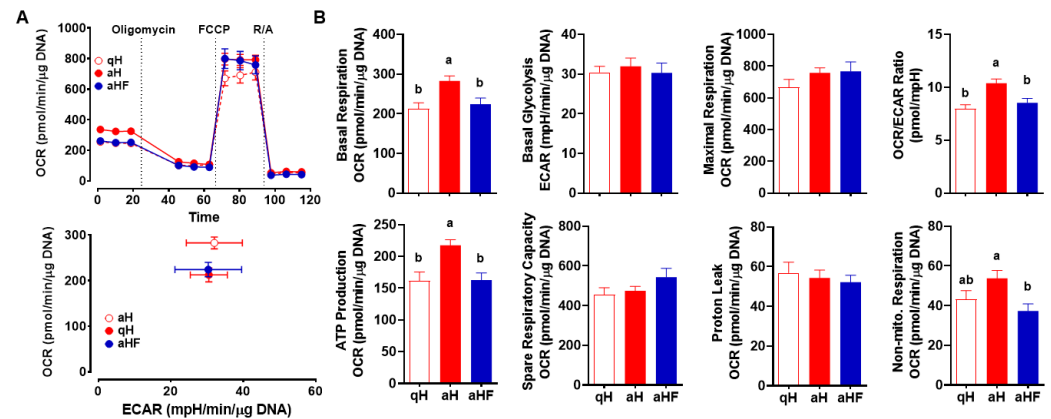 A
Oligomycin
FCCP
R/A
OCR (pmol/min/µg DNA)
1000
800
600
400
200
0
qH
aH
aHF
0 20 40 60 80 100 120
Time
OCR (pmol/min/µg DNA)
300
200
100
0
aH
qH
aHF
0 20 40 60
ECAR (mpH/min/µg DNA)
B
Basal Respiration
OCR (pmol/min/µg DNA)
400
300
200
100
0
b
a
b
Basal Glycolysis
ECAR (mpH/min/µg DNA)
40
30
20
10
0
Maximal Respiration
OCR (pmol/min/µg DNA)
1000
800
600
400
200
0
OCR/ECAR Ratio
(pmol/mpH)
15
10
5
0
b
a
b
ATP Production
OCR (pmol/min/µg DNA)
250
200
150
100
50
0
b
a
b
qH aH aHF
Spare Respiratory Capacity
OCR (pmol/min/µg DNA)
800
600
400
200
0
qH aH aHF
Proton Leak
OCR (pmol/min/µg DNA)
80
60
40
20
0
qH aH aHF
Non-mito. Respiration
OCR (pmol/min/µg DNA)
80
60
40
20
0
ab
a
b
qH aH aHF